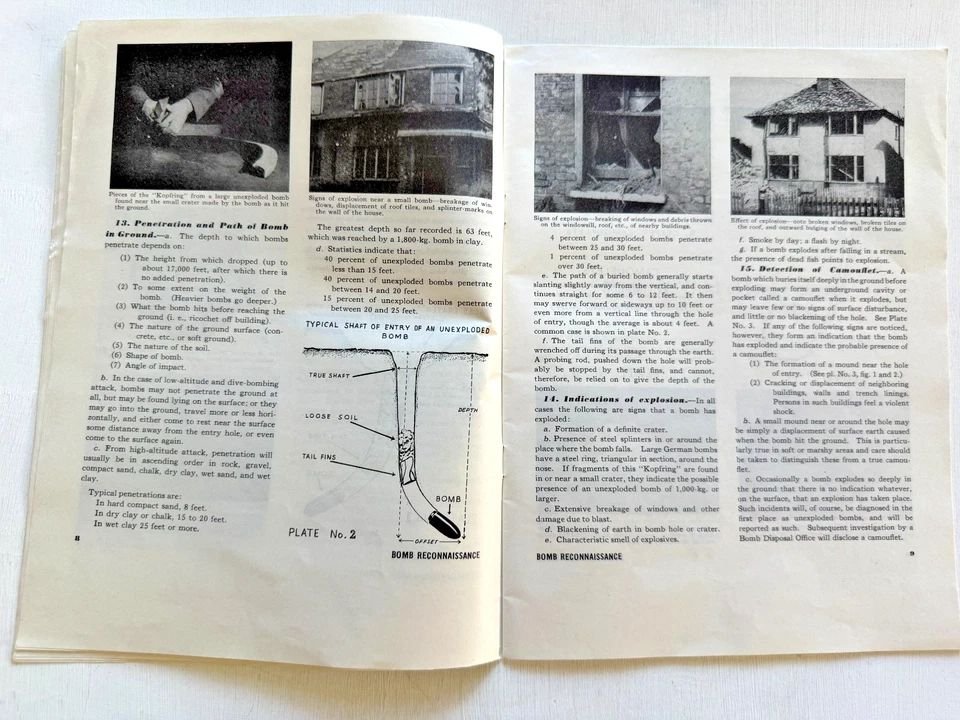 Pieces of the "Kopfring" from a large unexploded bomb
found near the small crater made by the bomb as it hit
the ground.
13. Penetration and Path of Bomb
in Ground.—a. The depth to which bombs
penetrate depends on:
(1) The height from which dropped (up to
about 17,000 feet, after which there is
no added penetration).
(2) To some extent on the weight of the
bomb. (Heavier bombs go deeper.)
(3) What the bomb hits before reaching the
ground (i. e., ricochet off building).
(4) The nature of the ground surface (con-
crete, etc., or soft ground).
(5) The nature of the soil.
(6) Shape of bomb.
(7) Angle of impact.
b. In the case of low-altitude and dive-bombing
attack, bombs may not penetrate the ground at
all, but may be found lying on the surface; or they
may go into the ground, travel more or less hori-
zontally, and either come to rest near the surface
some distance away from the entry hole, or even
come to the surface again.
c. From high-altitude attack, penetration will
usually be in ascending order in rock, gravel,
compact sand, chalk, dry clay, wet sand, and wet
clay.
Typical penetrations are:
In hard compact sand, 8 feet.
In dry clay or chalk, 15 to 20 feet.
In wet clay 25 feet or more.
8
Signs of explosion near a small bomb—breakage of win-
dows, displacement of roof tiles, and splinter-marks on
the wall of the house.
The greatest depth so far recorded is 63 feet,
which was reached by a 1,800-kg. bomb in clay.
d. Statistics indicate that:
40 percent of unexploded bombs penetrate
less than 15 feet.
40 percent of unexploded bombs penetrate
between 14 and 20 feet.
15 percent of unexploded bombs penetrate
between 20 and 25 feet.
TYPICAL SHAFT OF ENTRY OF AN UNEXPLODED
BOMB
TRUE SHAFT
DEPTH
LOOSE SOIL
TAIL FINS
BOMB
OFFSET
PLATE No. 2
BOMB RECONNAISSANCE
Signs of explosion—breaking of windows and debris thrown
on the windowsill, roof, etc., of nearby buildings.
4 percent of unexploded bombs penetrate
between 25 and 30 feet.
1 percent of unexploded bombs penetrate
over 30 feet.
e. The path of a buried bomb generally starts
slanting slightly away from the vertical, and con-
tinues straight for some 6 to 12 feet. It then
may swerve forward or sideways up to 10 feet or
even more from a vertical line through the hole
of entry, though the average is about 4 feet. A
common case is shown in plate No. 2.
f. The tail fins of the bomb are generally
wrenched off during its passage through the earth.
A probing rod, pushed down the hole will prob-
ably be stopped by the tail fins, and cannot,
therefore, be relied on to give the depth of the
bomb.
14. Indications of explosion.—In all
cases the following are signs that a bomb has
exploded:
a. Formation of a definite crater.
b. Presence of steel splinters in or around the
place where the bomb falls. Large German bombs
have a steel ring, triangular in section, around the
nose. If fragments of this "Kopfring" are found
in or near a small crater, they indicate the possible
presence of an unexploded bomb of 1,000-kg. or
larger.
c. Extensive breakage of windows and other
damage due to blast.
d. Blackening of earth in bomb hole or crater.
e. Characteristic smell of explosives.
BOMB RECONNAISSANCE
Effect of explosion—note broken windows, broken tiles on
the roof, and outward bulging of the wall of the house.
f. Smoke by day; a flash by night.
g. If a bomb explodes after falling in a stream,
the presence of dead fish points to explosion.
15. Detection of Camouflet.—a. A
bomb which buries itself deeply in the ground before
exploding may form an underground cavity or
pocket called a camouflet when it explodes, but
may leave few or no signs of surface disturbance,
and little or no blackening of the hole. See Plate
No. 3. If any of the following signs are noticed,
however, they form an indication that the bomb
has exploded and indicate the probable presence of
a camouflet:
(1) The formation of a mound near the hole
of entry. (See pl. No. 3, fig. 1 and 2.)
(2) Cracking or displacement of neighboring
buildings, walls and trench linings.
Persons in such buildings feel a violent
shock.
b. A small mound near or around the hole may
be simply a displacement of surface earth caused
when the bomb hit the ground. This is particu-
larly true in soft or marshy areas and care should
be taken to distinguish these from a true camou-
flet.
c. Occasionally a bomb explodes so deeply in
the ground that there is no indication whatever,
on the surface, that an explosion has taken place.
Such incidents will, of course, be diagnosed in the
first place as unexploded bombs, and will be
reported as such. Subsequent investigation by a
Bomb Disposal Office will disclose a camouflet.
9